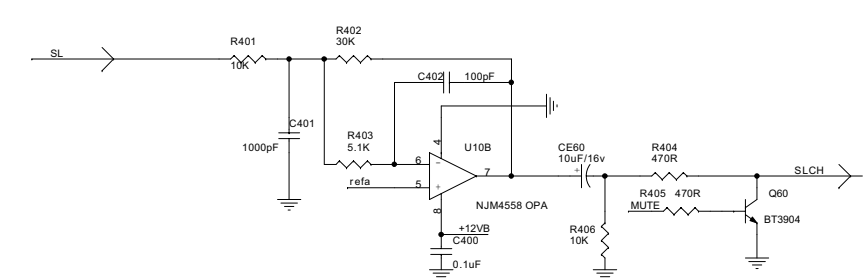 R402
30K
R401
10K
SL
C402 100pF
C401
1000pF
R403
5.1K
4
U10B
6
7
refa
5
8
NJM4558 OPA
CE60
10uF/16v
R404
470R
SLCH
R405 470R
MUTE
Q60
BT3904
R406
10K
+12VB
C400
0.1uF